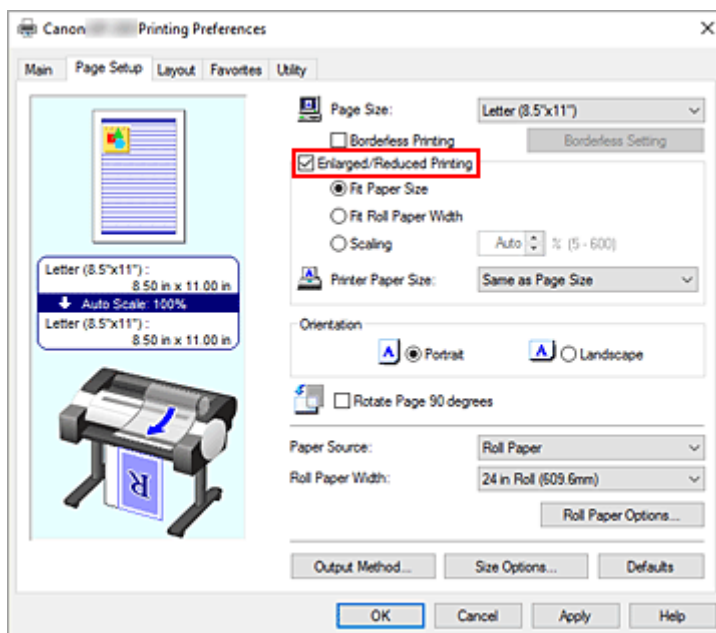 Canon Printing Preferences
Main Page Setup Layout Favorites Utility
Page Size: Letter (8.5"x11")
Borderless Printing Borderless Setting
Enlarged/Reduced Printing
Fit Paper Size
Fit Roll Paper Width
Scaling Auto % (5 - 600)
Letter (8.5"x11") :
8.50 in x 11.00 in
Auto Scale: 100%
Letter (8.5"x11") :
8.50 in x 11.00 in
Printer Paper Size: Same as Page Size
Orientation
A Portrait A Landscape
Rotate Page 90 degrees
R
Paper Source: Roll Paper
Roll Paper Width: 24 in Roll (609.6mm)
Roll Paper Options...
Output Method... Size Options... Defaults
OK Cancel Apply Help